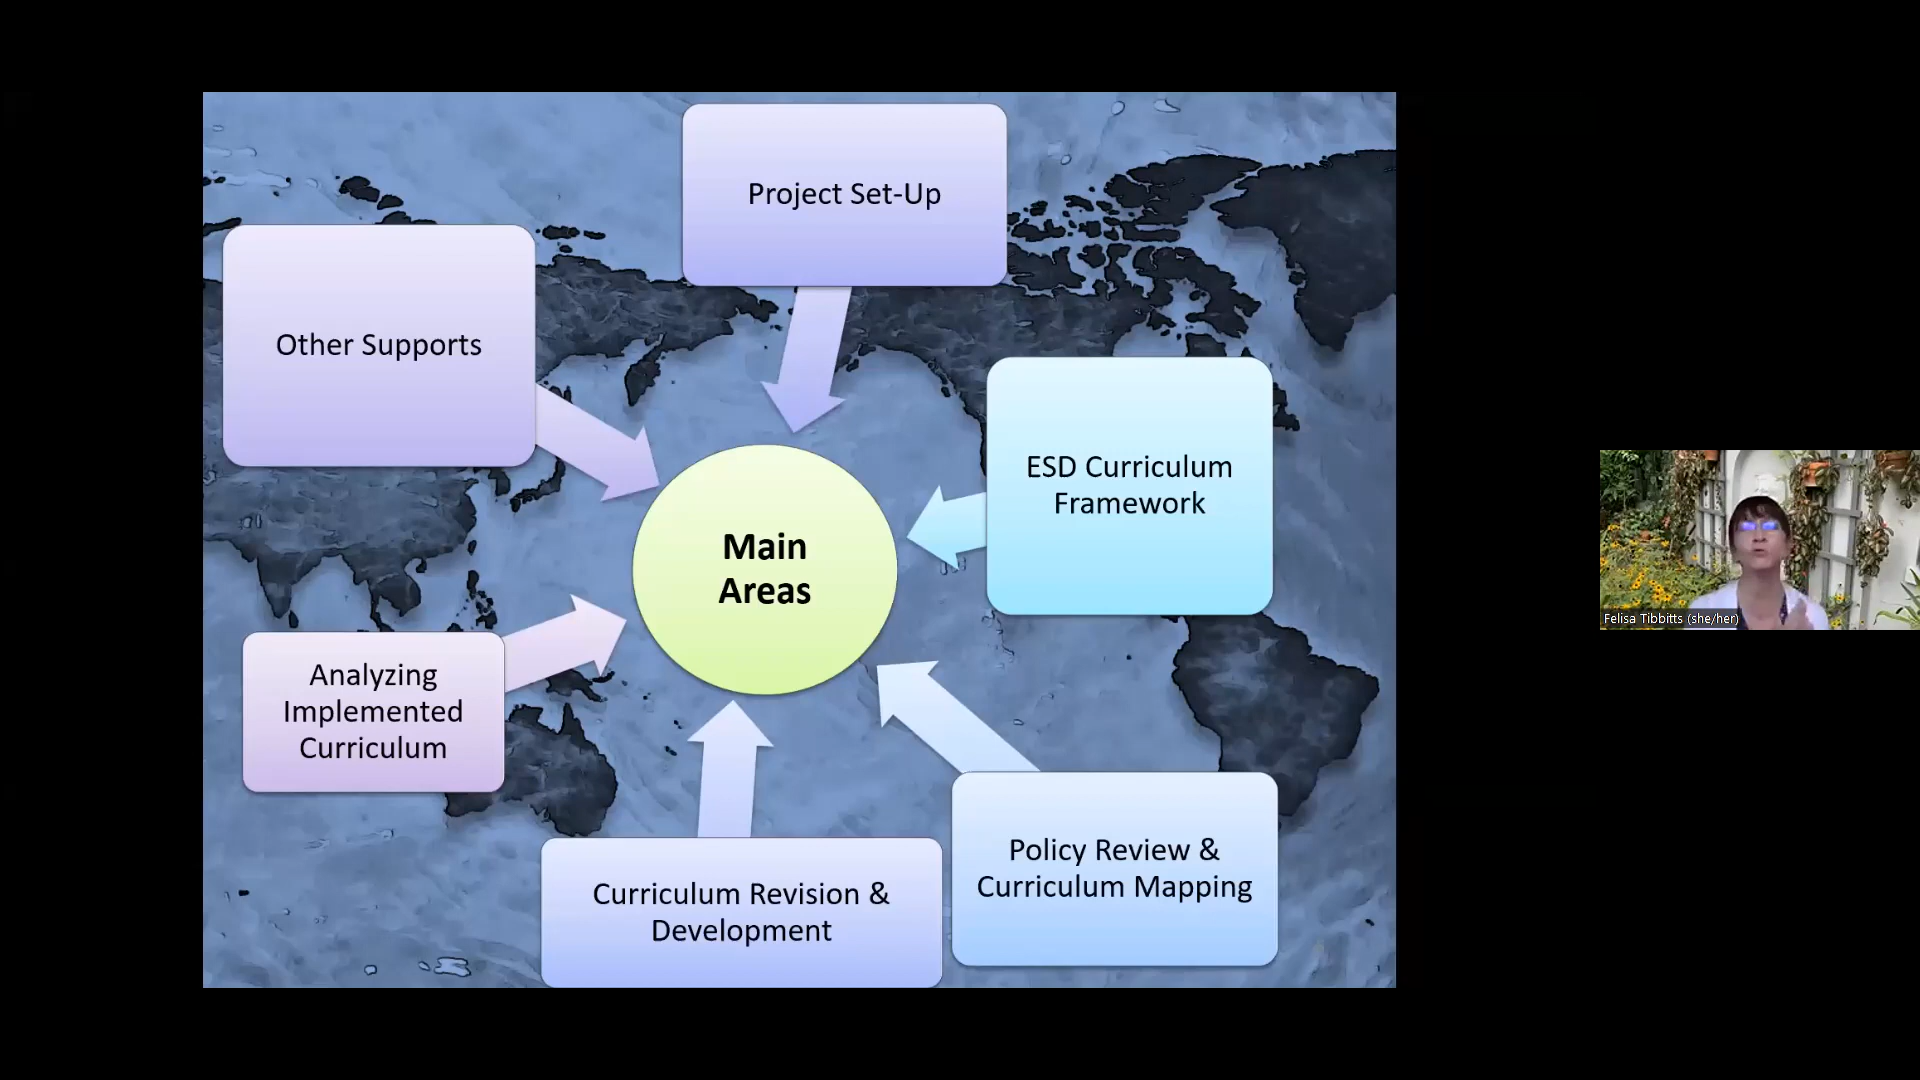 Project Set-Up
Other Supports
ESD Curriculum
Framework
Main
Areas
Analyzing
Implemented
Curriculum
Policy Review &
Curriculum Mapping
Curriculum Revision &
Development
Felisa Tibbitts (she/her)